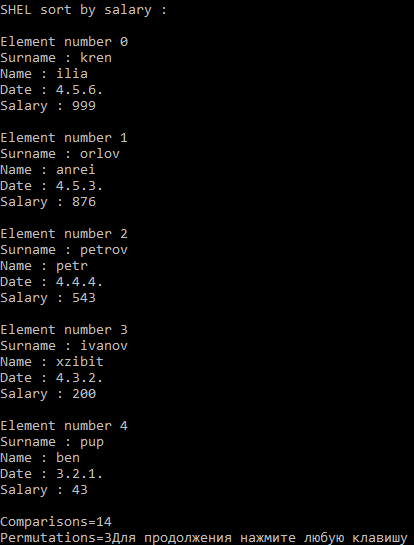 SHEL sort by salary :
Element number 0
Surname : kren
Name : ilia
Date : 4.5.6.
Salary : 999
Element number 1
Surname : orlov
Name : anrei
Date : 4.5.3.
Salary : 876
Element number 2
Surname : petrov
Name : petr
Date : 4.4.4.
Salary : 543
Element number 3
Surname : ivanov
Name : xzibit
Date : 4.3.2.
Salary : 200
Element number 4
Surname : pup
Name : ben
Date : 3.2.1.
Salary : 43
Comparisons=14
Permutations=3Для продолжения нажмите любую клавишу